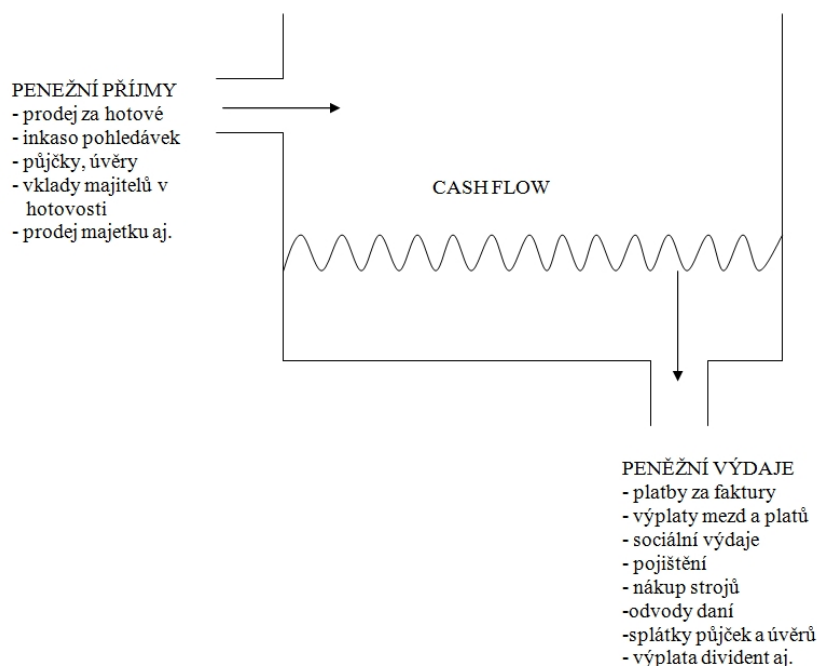 PENEŽNÍ PŘÍJMY
- prodej za hotové
- inkaso pohledávek
- půjčky, úvěry
- vklady majitelů v
hotovosti
- prodej majetku aj.
CASH FLOW
PENĚŽNÍ VÝDAJE
- platby za faktury
- výplaty mezd a platů
- sociální výdaje
- pojištění
- nákup strojů
-odvody daní
-splátky půjček a úvěrů
- výplata divident aj.